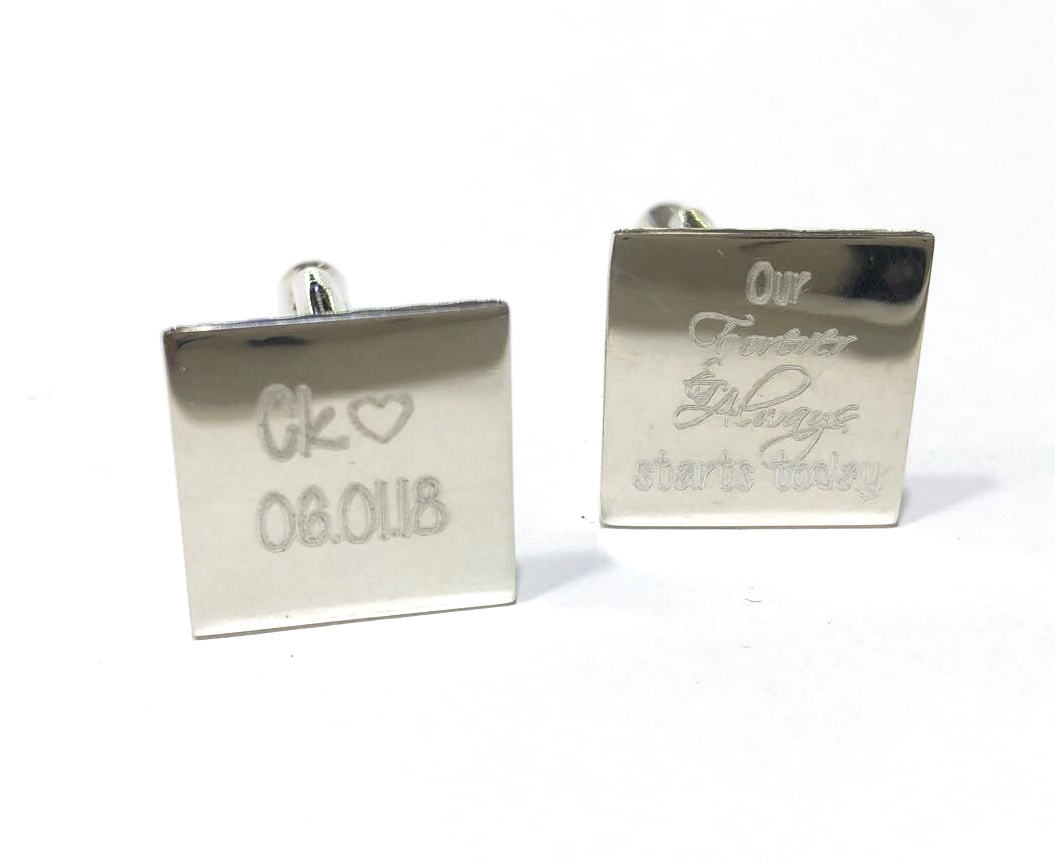 Ck♡
06.01.18
Our
Forever
& Always
starts today